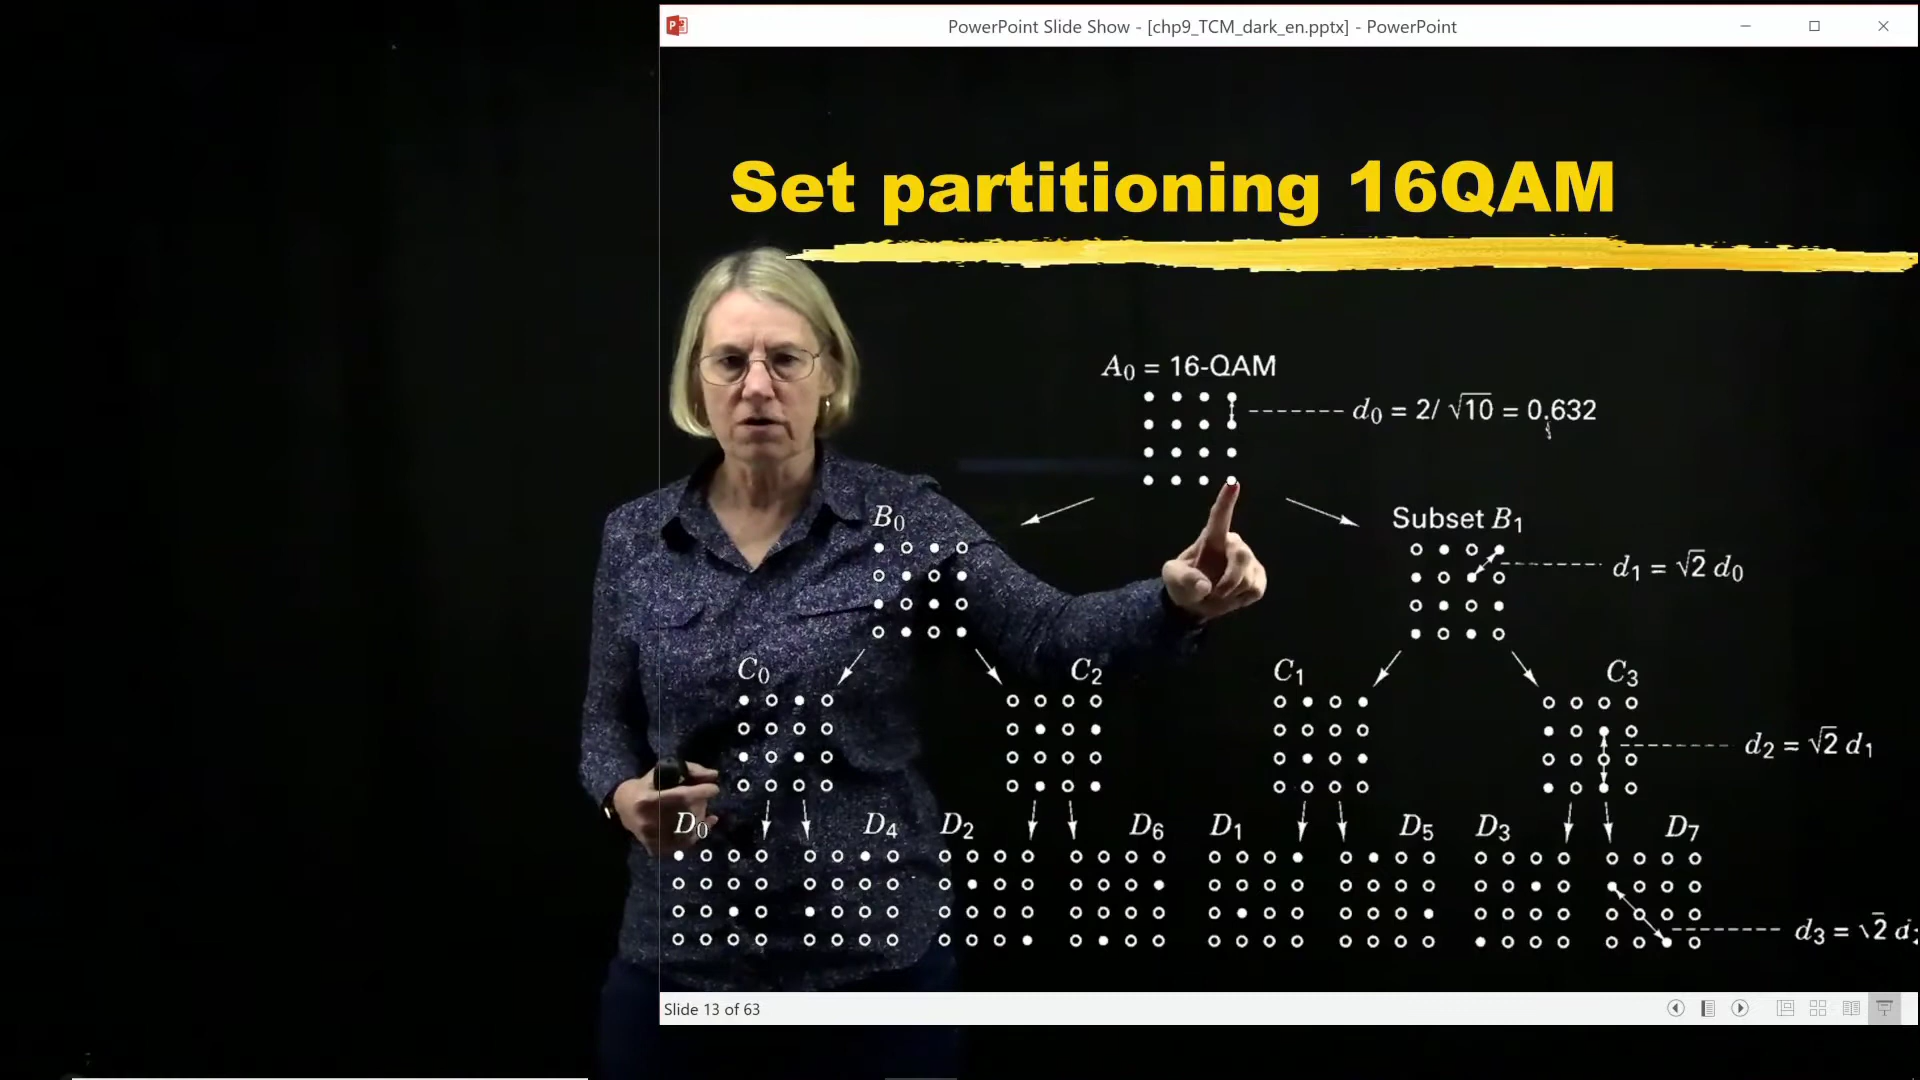 PowerPoint Slide Show - [chp9_TCM_dark_en.pptx] - PowerPoint
Set partitioning 16QAM
A₀ = 16-QAM
d₀ = 2/ √10 = 0.632
B₀
Subset B₁
d₁ = √2 d₀
C₀
C₂
C₁
C₃
d₂ = √2 d₁
D₀
D₄
D₂
D₆
D₁
D₅
D₃
D₇
d₃ = √2 d
Slide 13 of 63